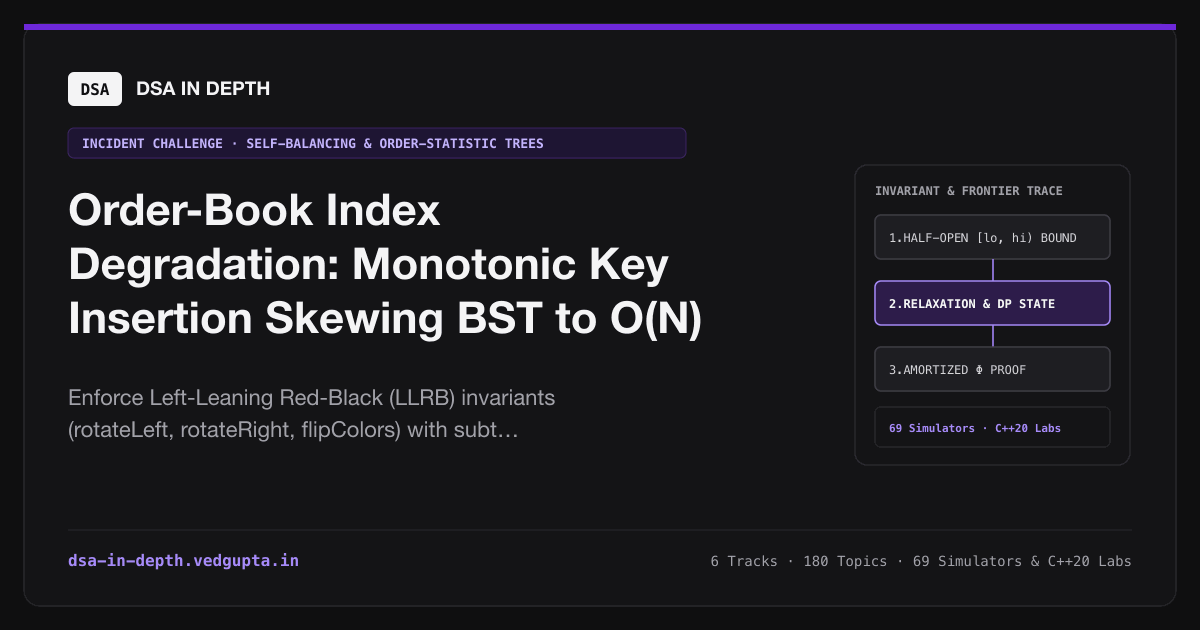 DSA
DSA IN DEPTH
INCIDENT CHALLENGE · SELF-BALANCING & ORDER-STATISTIC TREES
Order-Book Index
Degradation: Monotonic Key
Insertion Skewing BST to O(N)
Enforce Left-Leaning Red-Black (LLRB) invariants
(rotateLeft, rotateRight, flipColors) with subt…
INVARIANT & FRONTIER TRACE
1.HALF-OPEN [lo, hi) BOUND
2.RELAXATION & DP STATE
3.AMORTIZED Φ PROOF
69 Simulators · C++20 Labs
dsa-in-depth.vedgupta.in
6 Tracks · 180 Topics · 69 Simulators & C++20 Labs